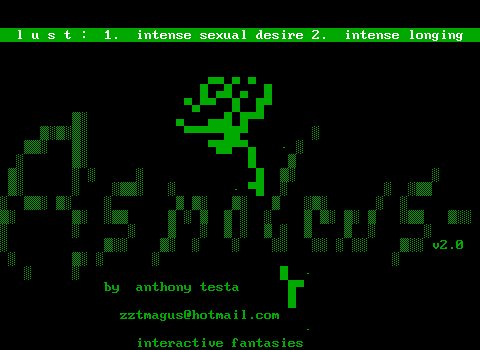 l u s t :  1.  intense sexual desire 2.  intense longing
v2.0
by  anthony testa
zztmagus@hotmail.com
interactive fantasies